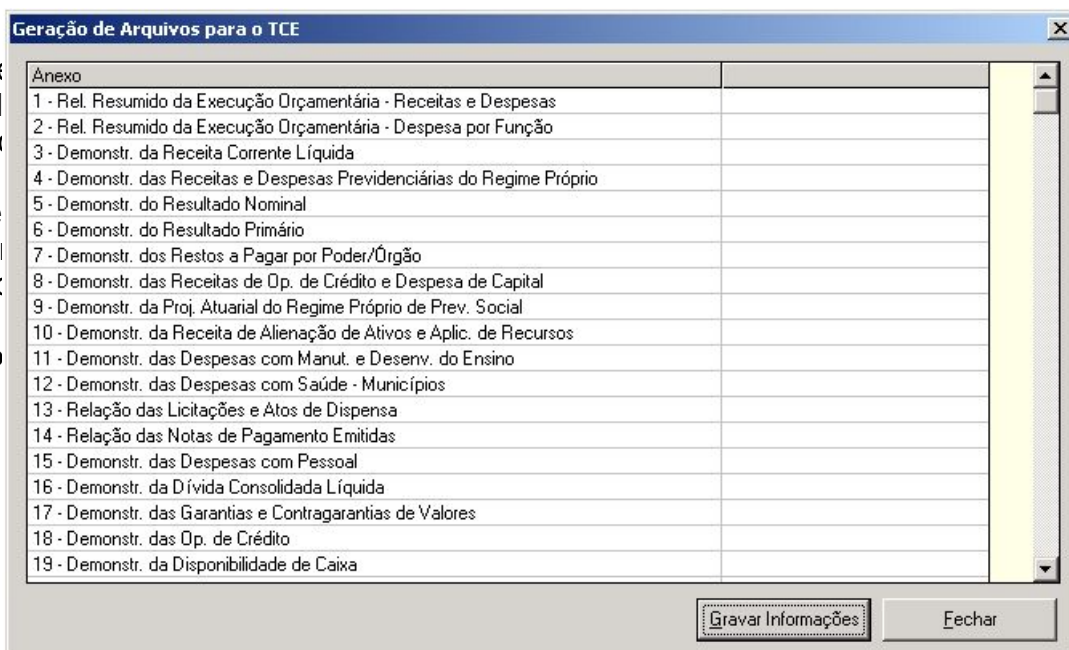 Geração de Arquivos para o TCE
Anexo
1 - Rel. Resumido da Execução Orçamentária - Receitas e Despesas
2 - Rel. Resumido da Execução Orçamentária - Despesa por Função
3 - Demonstr. da Receita Corrente Líquida
4 - Demonstr. das Receitas e Despesas Previdenciárias do Regime Próprio
5 - Demonstr. do Resultado Nominal
6 - Demonstr. do Resultado Primário
7 - Demonstr. dos Restos a Pagar por Poder/Órgão
8 - Demonstr. das Receitas de Op. de Crédito e Despesa de Capital
9 - Demonstr. da Proj. Atuarial do Regime Próprio de Prev. Social
10 - Demonstr. da Receita de Alienação de Ativos e Aplic. de Recursos
11 - Demonstr. das Despesas com Manut. e Desenv. do Ensino
12 - Demonstr. das Despesas com Saúde - Municípios
13 - Relação das Licitações e Atos de Dispensa
14 - Relação das Notas de Pagamento Emitidas
15 - Demonstr. das Despesas com Pessoal
16 - Demonstr. da Dívida Consolidada Líquida
17 - Demonstr. das Garantias e Contragarantias de Valores
18 - Demonstr. das Op. de Crédito
19 - Demonstr. da Disponibilidade de Caixa
Gravar Informações Fechar